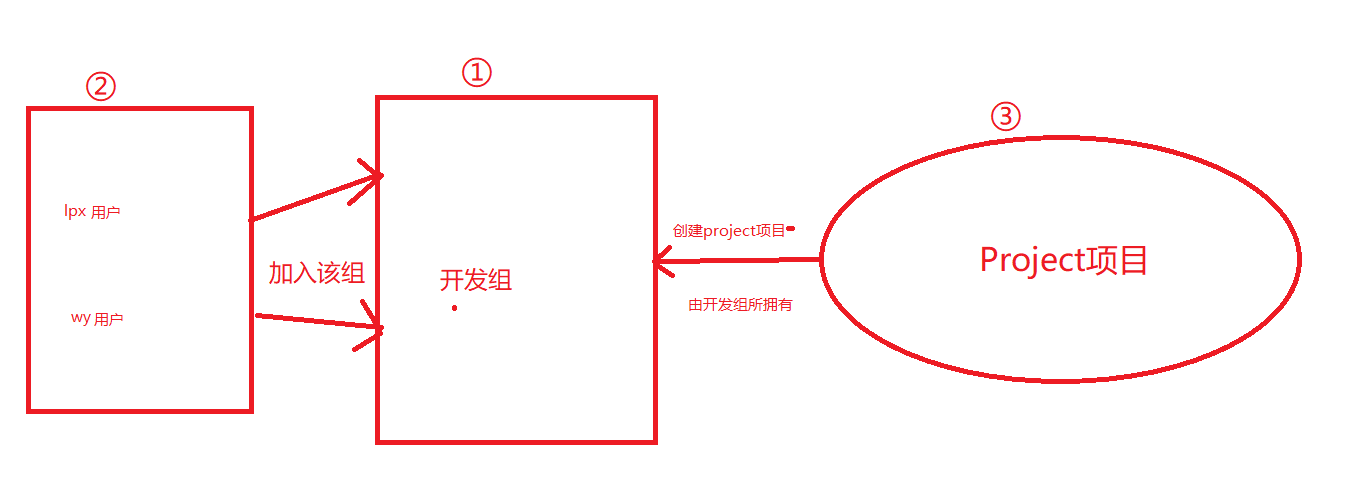 ②
①
③
lpx 用户
wy 用户
加入该组
开发组
创建project项目
由开发组所拥有
Project项目